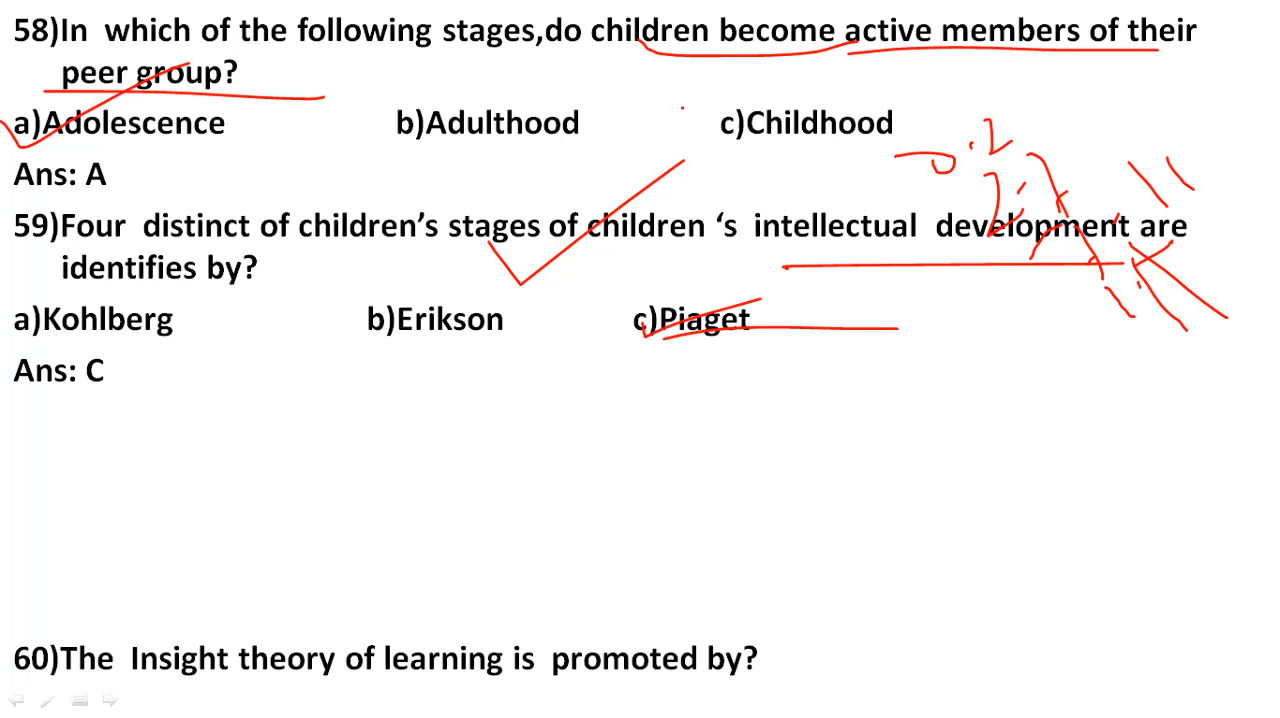 58)In which of the following stages,do children become active members of their
peer group?
a)Adolescence b)Adulthood c)Childhood
Ans: A
59)Four distinct of children's stages of children 's intellectual development are
identifies by?
a)Kohlberg b)Erikson c)Piaget
Ans: C
60)The Insight theory of learning is promoted by?